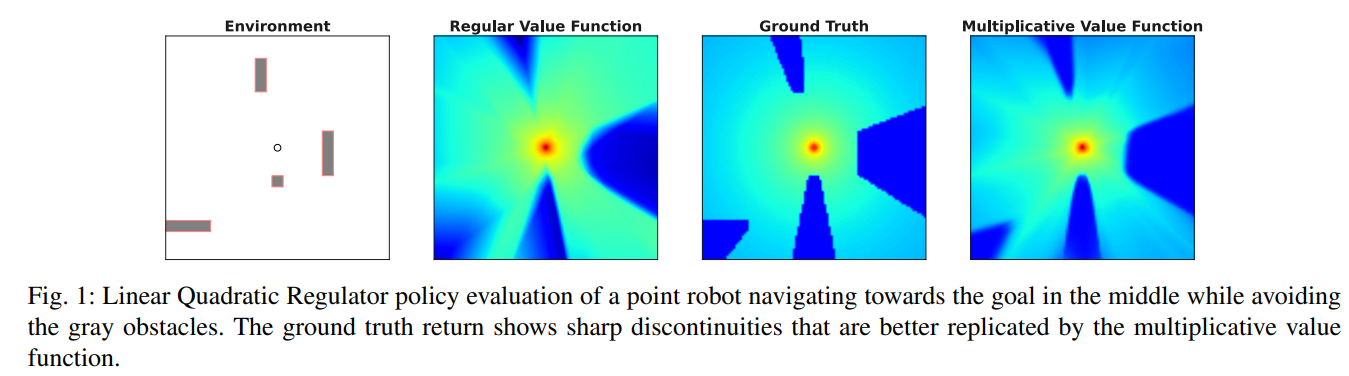 Environment
Regular Value Function
Ground Truth
Multiplicative Value Function
Fig. 1: Linear Quadratic Regulator policy evaluation of a point robot navigating towards the goal in the middle while avoiding
the gray obstacles. The ground truth return shows sharp discontinuities that are better replicated by the multiplicative value
function.